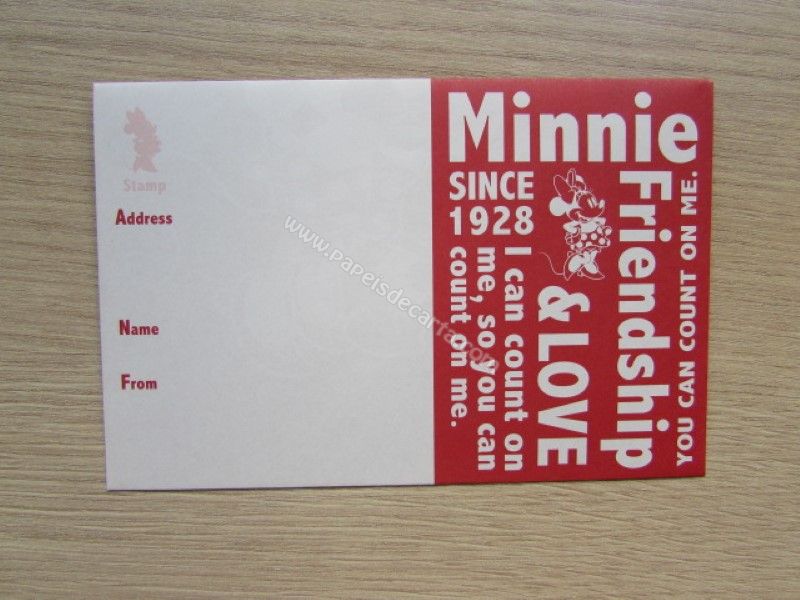 Stamp
Address
Name
From
Minnie
SINCE
1928
Friendship
& LOVE
I can count on
me, so you can
count on me.
YOU CAN COUNT ON ME.
www.papeisdecarta.com